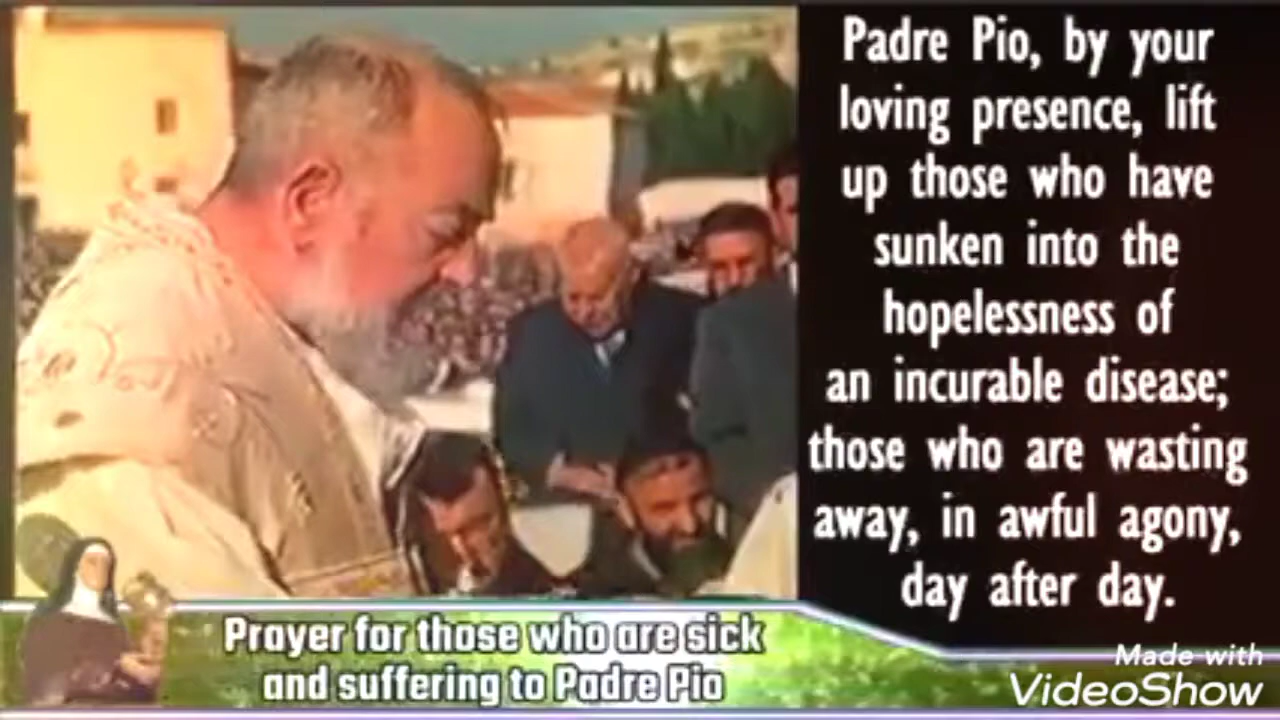 Padre Pio, by your
loving presence, lift
up those who have
sunken into the
hopelessness of
an incurable disease;
those who are wasting
away, in awful agony,
day after day.
Prayer for those who are sick
and suffering to Padre Pio
Made with
VideoShow